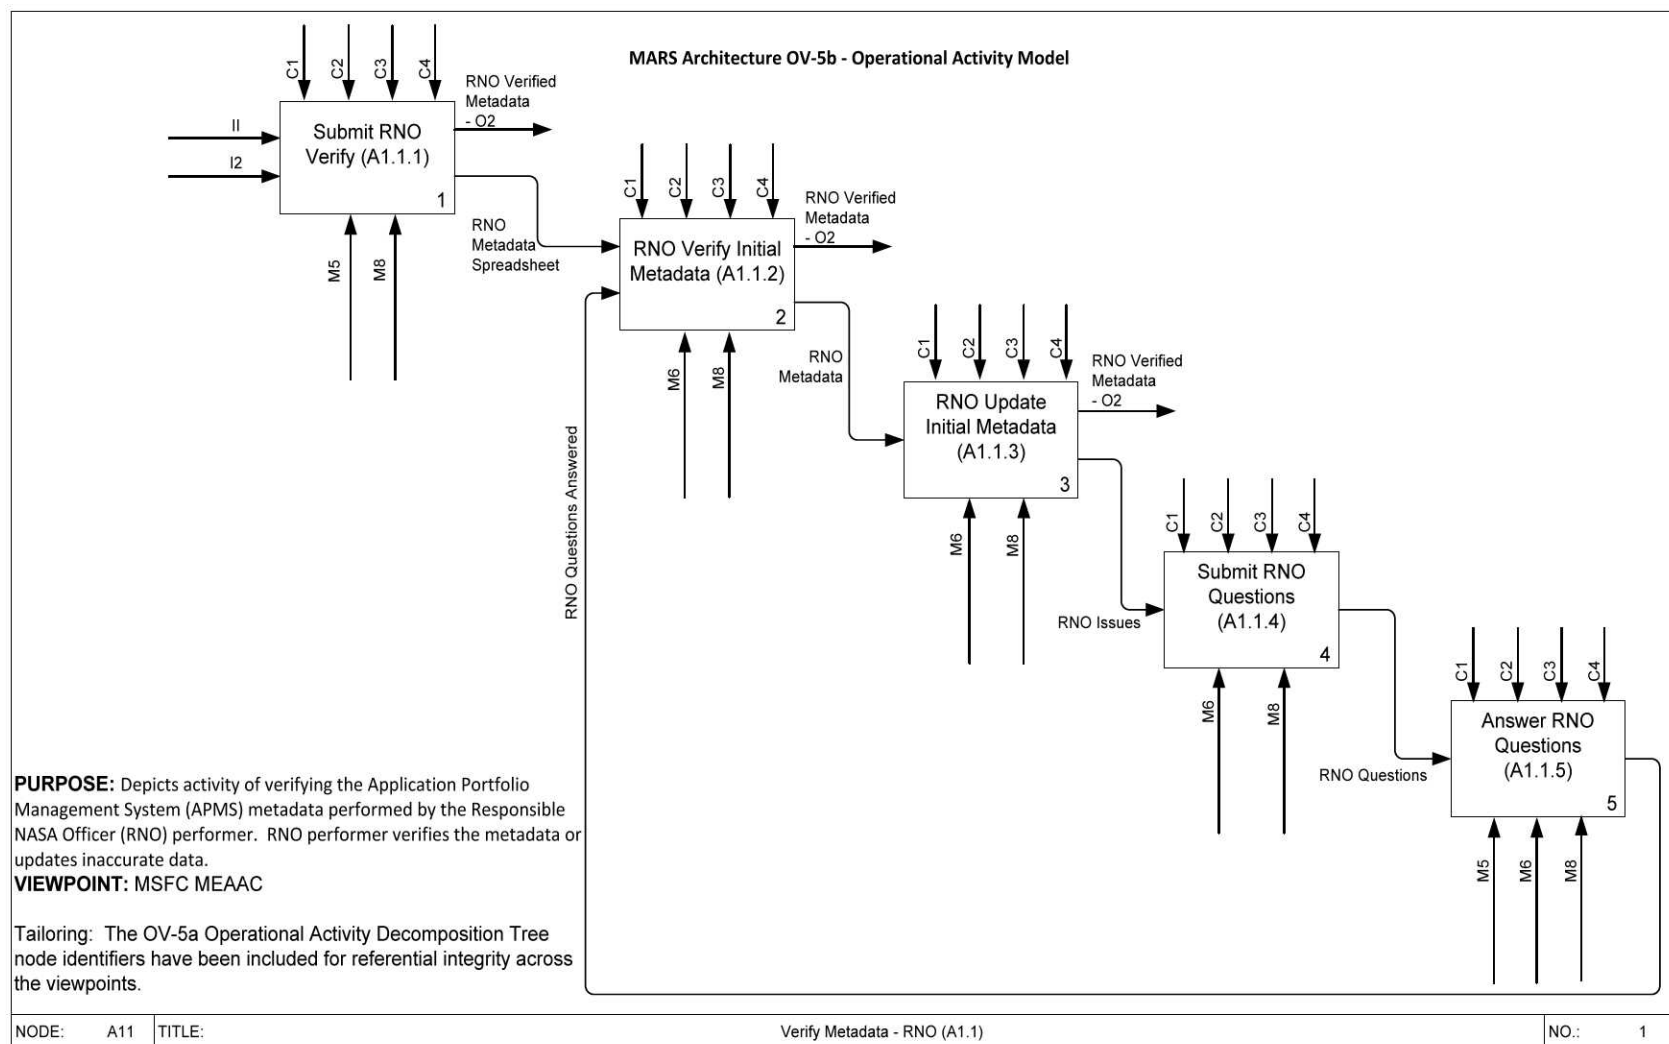 MARS Architecture OV-5b - Operational Activity Model
C1
C2
C3
C4
RNO Verified
Metadata
- O2
II
I2
Submit RNO
Verify (A1.1.1)
1
M5
M8
RNO
Metadata
Spreadsheet
C1
C2
C3
C4
RNO Verified
Metadata
- O2
RNO Verify Initial
Metadata (A1.1.2)
2
M6
M8
RNO
Metadata
C1
C2
C3
C4
RNO Verified
Metadata
- O2
RNO Update
Initial Metadata
(A1.1.3)
3
M6
M8
RNO Issues
C1
C2
C3
C4
Submit RNO
Questions
(A1.1.4)
4
M6
M8
RNO Questions
C1
C2
C3
C4
Answer RNO
Questions
(A1.1.5)
5
M5
M6
M8
RNO Questions Answered
PURPOSE: Depicts activity of verifying the Application Portfolio
Management System (APMS) metadata performed by the Responsible
NASA Officer (RNO) performer. RNO performer verifies the metadata or
updates inaccurate data.
VIEWPOINT: MSFC MEAAC
Tailoring: The OV-5a Operational Activity Decomposition Tree
node identifiers have been included for referential integrity across
the viewpoints.
NODE: A11 TITLE: Verify Metadata - RNO (A1.1) NO.: 1